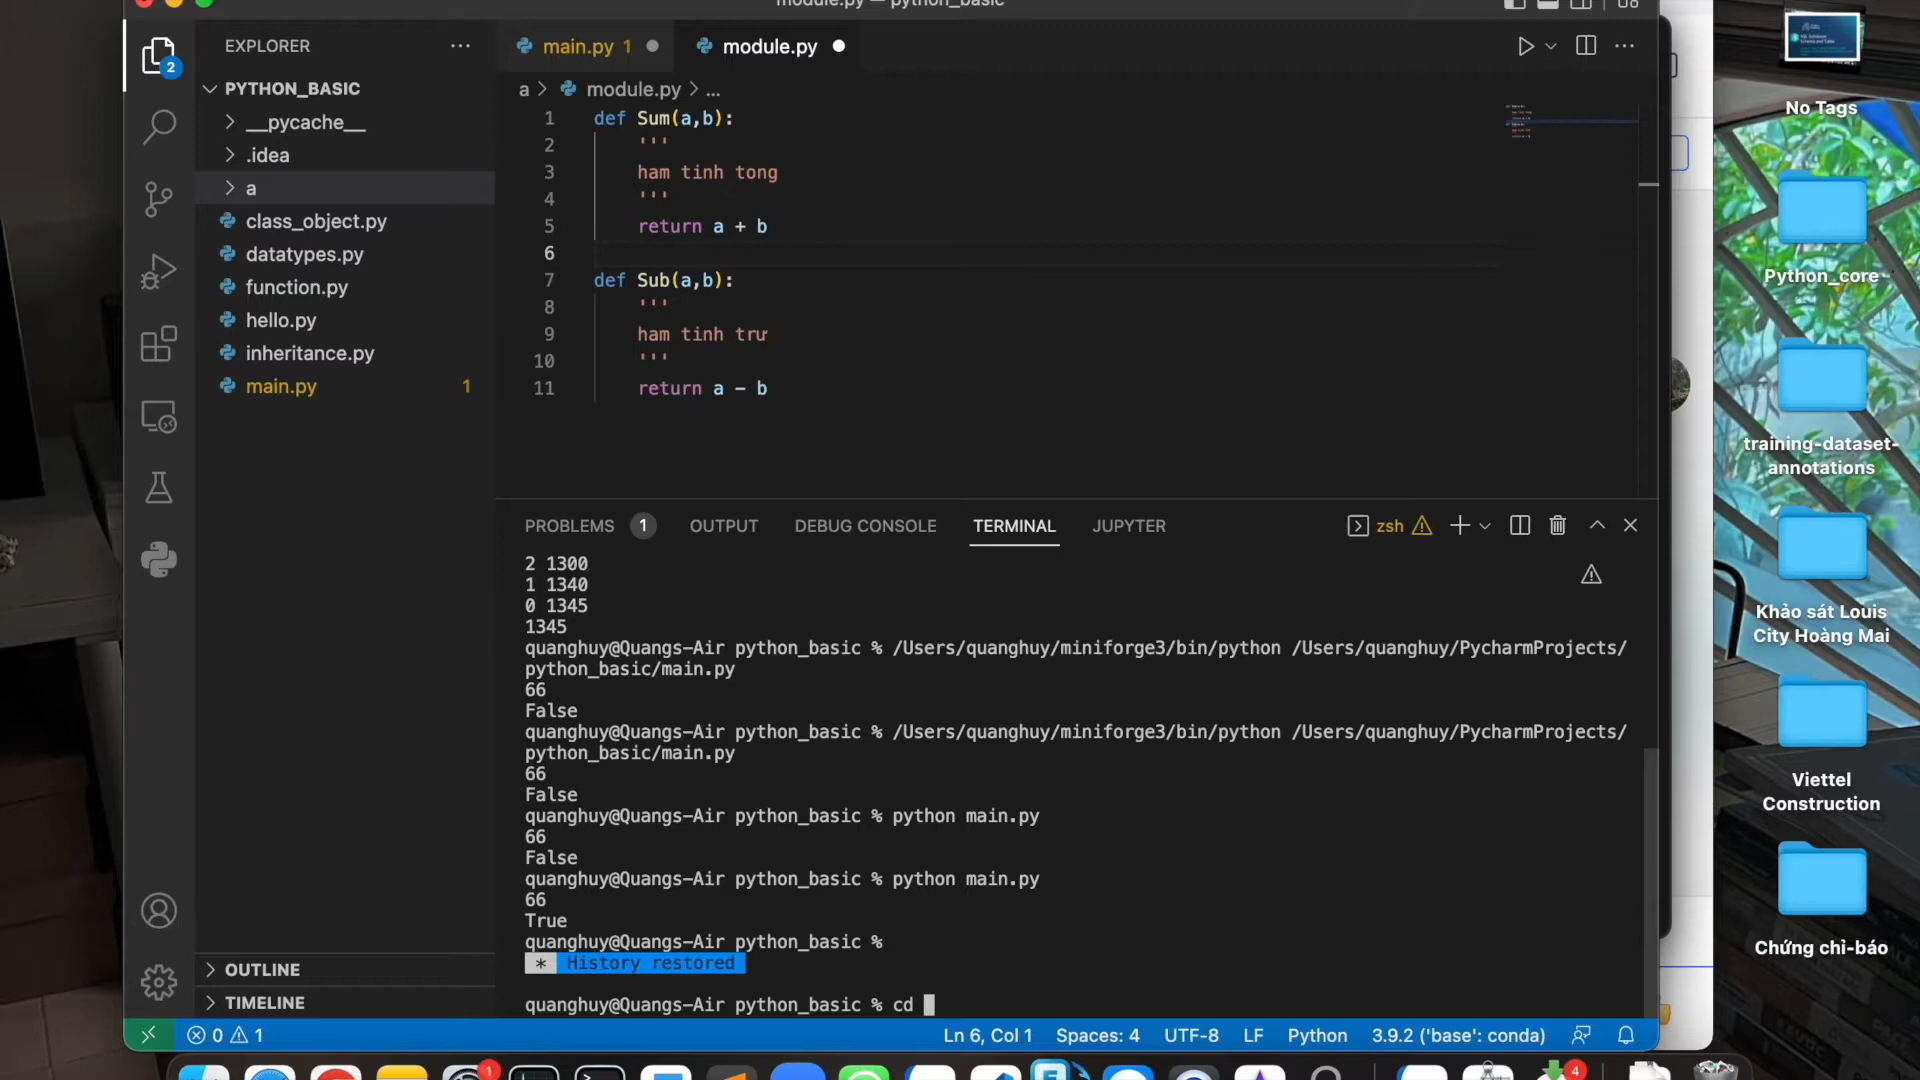 module.py — python_basic
EXPLORER
PYTHON_BASIC
__pycache__
.idea
a
class_object.py
datatypes.py
function.py
hello.py
inheritance.py
main.py 1
OUTLINE
TIMELINE
2
main.py 1
module.py
a > module.py > ...
1 def Sum(a,b):
2 '''
3 ham tinh tong
4 '''
5 return a + b
6
7 def Sub(a,b):
8 '''
9 ham tinh trư
10 '''
11 return a - b
PROBLEMS 1 OUTPUT DEBUG CONSOLE TERMINAL JUPYTER
zsh
2 1300
1 1340
0 1345
1345
quanghuy@Quangs-Air python_basic % /Users/quanghuy/miniforge3/bin/python /Users/quanghuy/PycharmProjects/
python_basic/main.py
66
False
quanghuy@Quangs-Air python_basic % /Users/quanghuy/miniforge3/bin/python /Users/quanghuy/PycharmProjects/
python_basic/main.py
66
False
quanghuy@Quangs-Air python_basic % python main.py
66
False
quanghuy@Quangs-Air python_basic % python main.py
66
True
quanghuy@Quangs-Air python_basic %
* History restored
quanghuy@Quangs-Air python_basic % cd
0 1 Ln 6, Col 1 Spaces: 4 UTF-8 LF Python 3.9.2 ('base': conda)
No Tags
Python_core
training-dataset-
annotations
Khảo sát Louis
City Hoàng Mai
Viettel
Construction
Chứng chỉ-báo
1
4